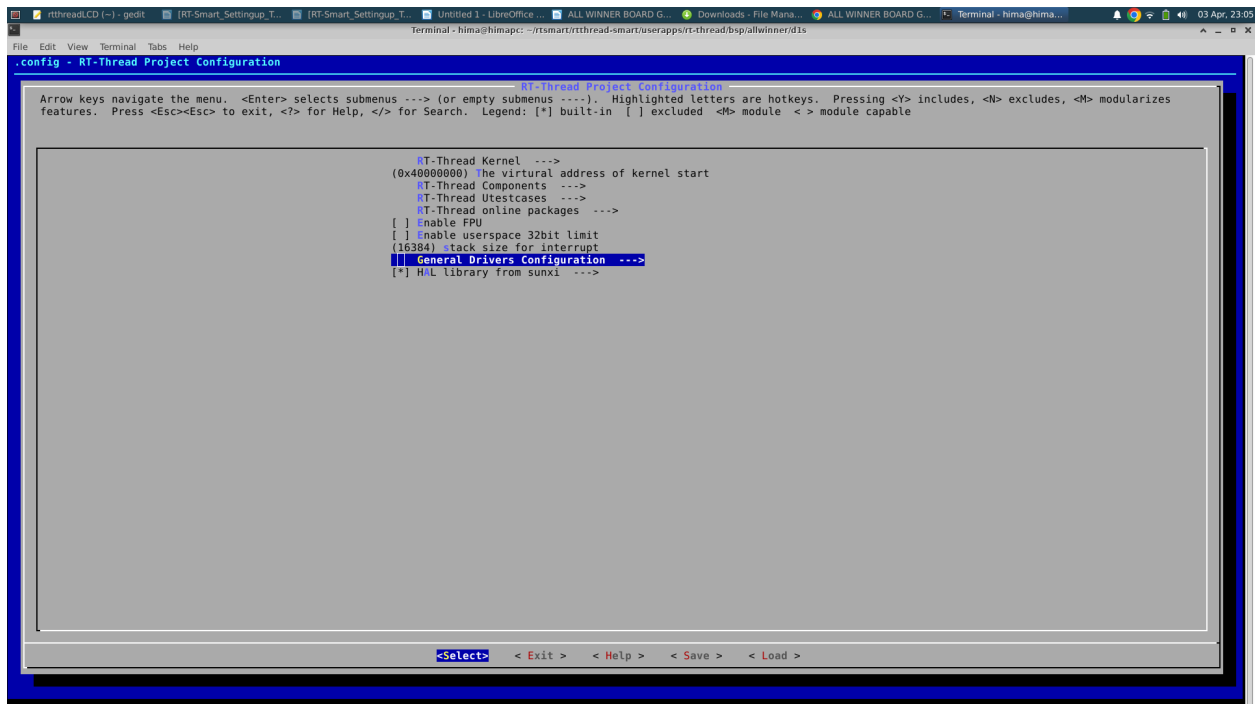 rtthreadLCD (~) - gedit [RT-Smart_Settingup_T... [RT-Smart_Settingup_T... Untitled 1 - LibreOffice ... ALL WINNER BOARD G... Downloads - File Mana... ALL WINNER BOARD G... Terminal - hima@hima... 03 Apr, 23:05
Terminal - hima@himapc: ~/rtsmart/rtthread-smart/userapps/rt-thread/bsp/allwinner/d1s
File Edit View Terminal Tabs Help
.config - RT-Thread Project Configuration
RT-Thread Project Configuration
Arrow keys navigate the menu. <Enter> selects submenus ---> (or empty submenus ----). Highlighted letters are hotkeys. Pressing <Y> includes, <N> excludes, <M> modularizes
features. Press <Esc><Esc> to exit, <?> for Help, </> for Search. Legend: [*] built-in [ ] excluded <M> module < > module capable
RT-Thread Kernel --->
(0x40000000) The virtural address of kernel start
RT-Thread Components --->
RT-Thread Utestcases --->
RT-Thread online packages --->
[ ] Enable FPU
[ ] Enable userspace 32bit limit
(16384) stack size for interrupt
General Drivers Configuration --->
[*] HAL library from sunxi --->
<Select> < Exit > < Help > < Save > < Load >